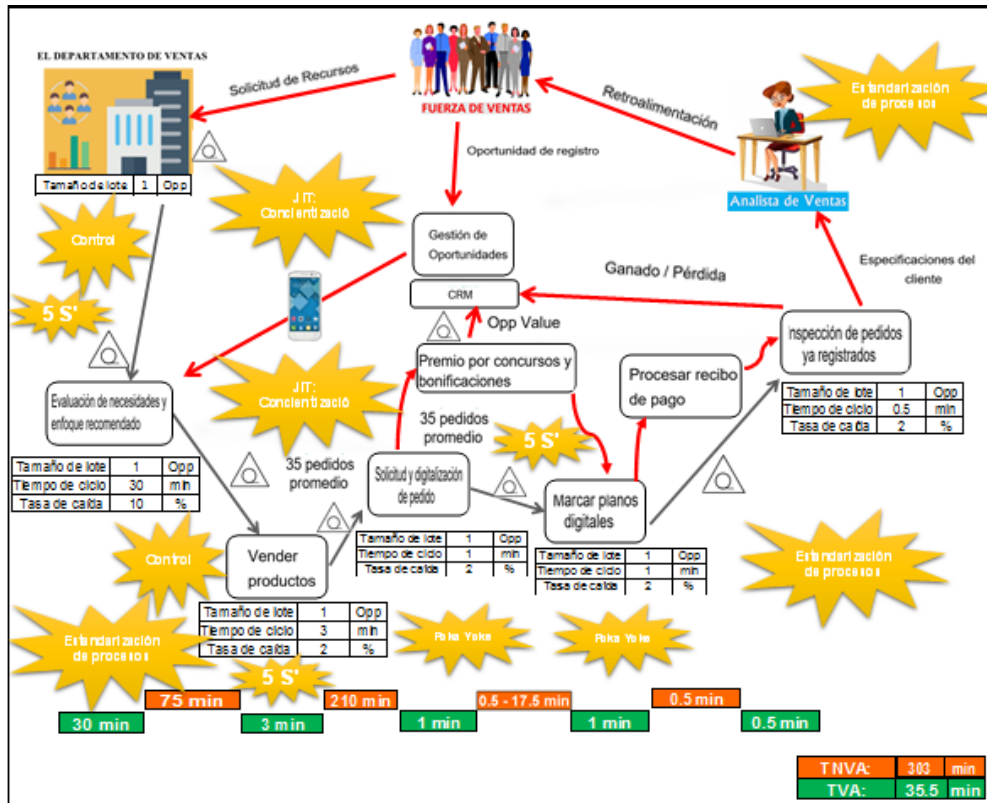 EL DEPARTAMENTO DE VENTAS
Tamaño de lote 1 Opp
Solicitud de Recursos
FUERZA DE VENTAS
Retroalimentación
Estanderización
de procesos
Analista de Ventas
Oportunidad de registro
Control
JIT:
Concientizació
Gestión de
Oportunidades
CRM
Ganado / Pérdida
Especificaciones del
cliente
5 S'
Opp Value
Inspección de pedidos
ya registrados
Tamaño de lote 1 Opp
Tiempo de ciclo 0.5 min
Tasa de caída 2 %
Premio por concursos y
bonificaciones
Procesar recibo
de pago
JIT:
Concientizació
Evaluación de necesidades y
enfoque recomendado
Tamaño de lote 1 Opp
Tiempo de ciclo 30 min
Tasa de caída 10 %
35 pedidos
promedio
35 pedidos
promedio
5 S'
Solicitud y digitalización
de pedido
Tamaño de lote 1 Opp
Tiempo de ciclo 1 min
Tasa de caída 2 %
Marcar planos
digitales
Tamaño de lote 1 Opp
Tiempo de ciclo 1 min
Tasa de caída 2 %
Control
Vender
productos
Tamaño de lote 1 Opp
Tiempo de ciclo 3 min
Tasa de caída 2 %
Estanderización
de procesos
Estanderización
de procesos
Poka Yoke
Poka Yoke
5 S'
75 min
210 min
0.5 - 17.5 min
0.5 min
30 min
3 min
1 min
1 min
0.5 min
TNVA: 303 min
TVA: 35.5 min